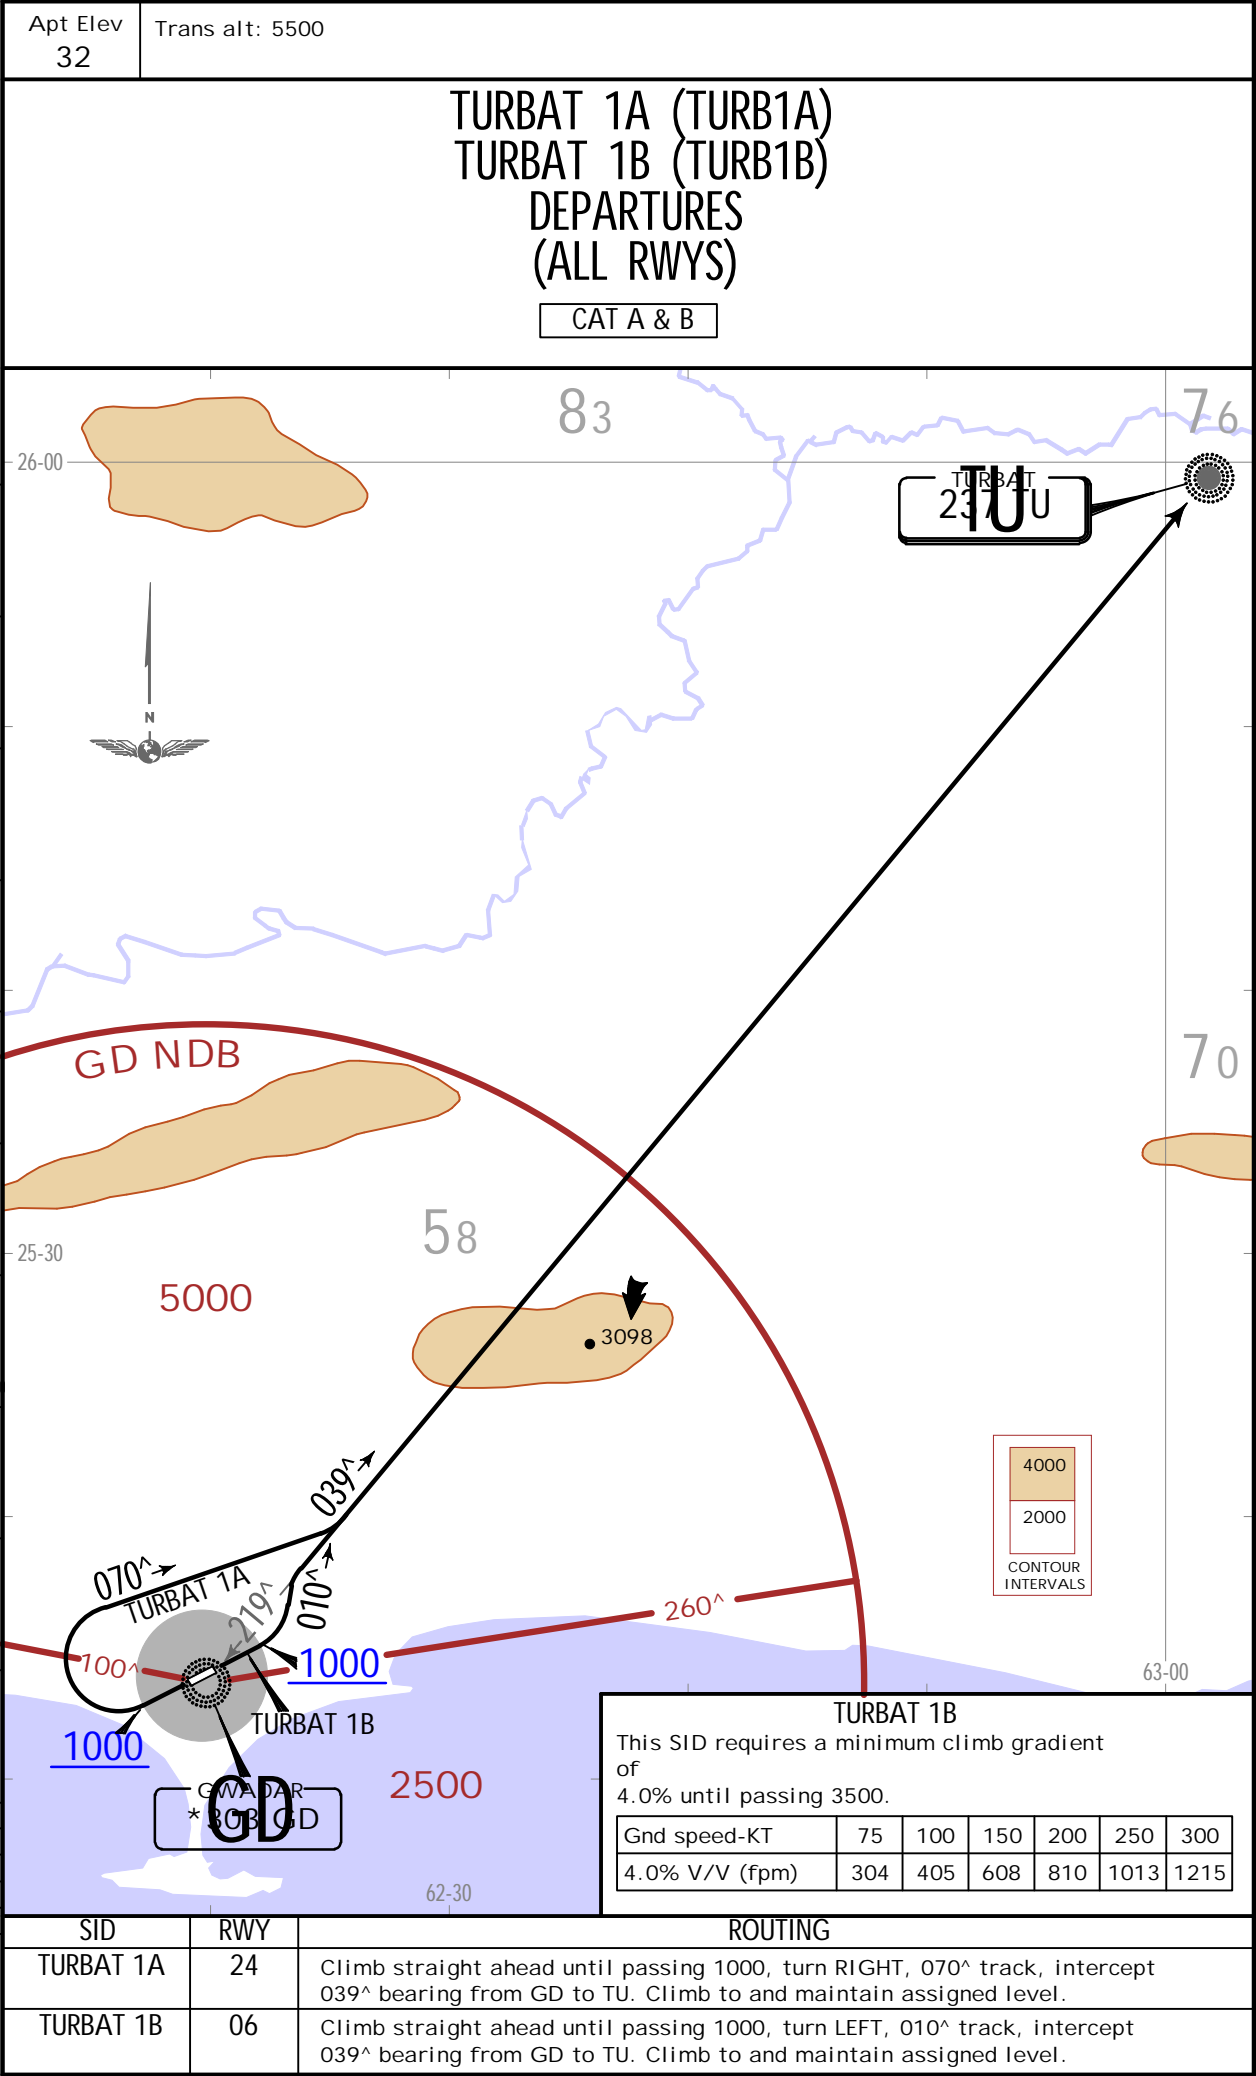 Apt Elev
32
Trans alt: 5500
TURBAT 1A (TURB1A)
TURBAT 1B (TURB1B)
DEPARTURES
(ALL RWYS)
CAT A & B
83
76
26-00
TURBAT
237 TU
TU
N
GD NDB
70
58
25-30
5000
3098
039^
4000
2000
CONTOUR
INTERVALS
070^
TURBAT 1A
219^
010^
260^
100^
1000
63-00
TURBAT 1B
1000
GWADAR
*303 GD
GD
2500
62-30
TURBAT 1B
This SID requires a minimum climb gradient
of
4.0% until passing 3500.
Gnd speed-KT 75 100 150 200 250 300
4.0% V/V (fpm) 304 405 608 810 1013 1215
SID RWY ROUTING
TURBAT 1A 24 Climb straight ahead until passing 1000, turn RIGHT, 070^ track, intercept
039^ bearing from GD to TU. Climb to and maintain assigned level.
TURBAT 1B 06 Climb straight ahead until passing 1000, turn LEFT, 010^ track, intercept
039^ bearing from GD to TU. Climb to and maintain assigned level.